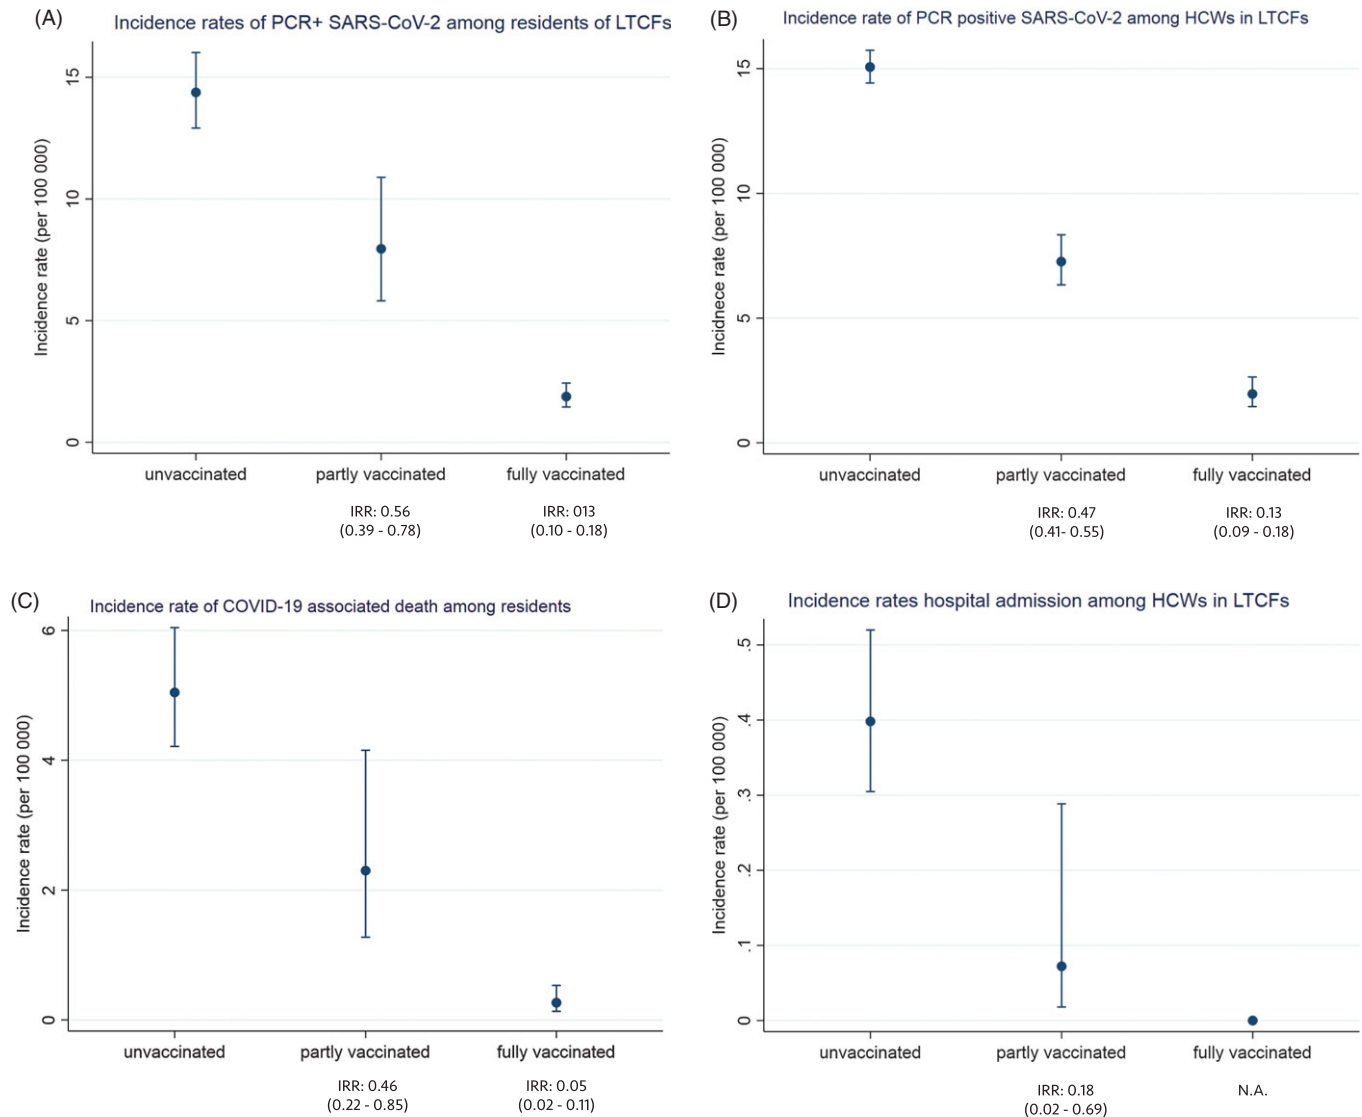 (A)
Incidence rates of PCR+ SARS-CoV-2 among residents of LTCFs
Incidence rate (per 100 000)
15
10
5
0
unvaccinated
partly vaccinated
fully vaccinated
IRR: 0.56
(0.39 - 0.78)
IRR: 013
(0.10 - 0.18)
(B)
Incidence rate of PCR positive SARS-CoV-2 among HCWs in LTCFs
Incidnece rate (per 100 000)
15
10
5
0
unvaccinated
partly vaccinated
fully vaccinated
IRR: 0.47
(0.41- 0.55)
IRR: 0.13
(0.09 - 0.18)
(C)
Incidence rate of COVID-19 associated death among residents
Incidence rate (per 100 000)
6
4
2
0
unvaccinated
partly vaccinated
fully vaccinated
IRR: 0.46
(0.22 - 0.85)
IRR: 0.05
(0.02 - 0.11)
(D)
Incidence rates hospital admission among HCWs in LTCFs
Incidence rate (per 100 000)
.5
.4
.3
.2
.1
0
unvaccinated
partly vaccinated
fully vaccinated
IRR: 0.18
(0.02 - 0.69)
N.A.